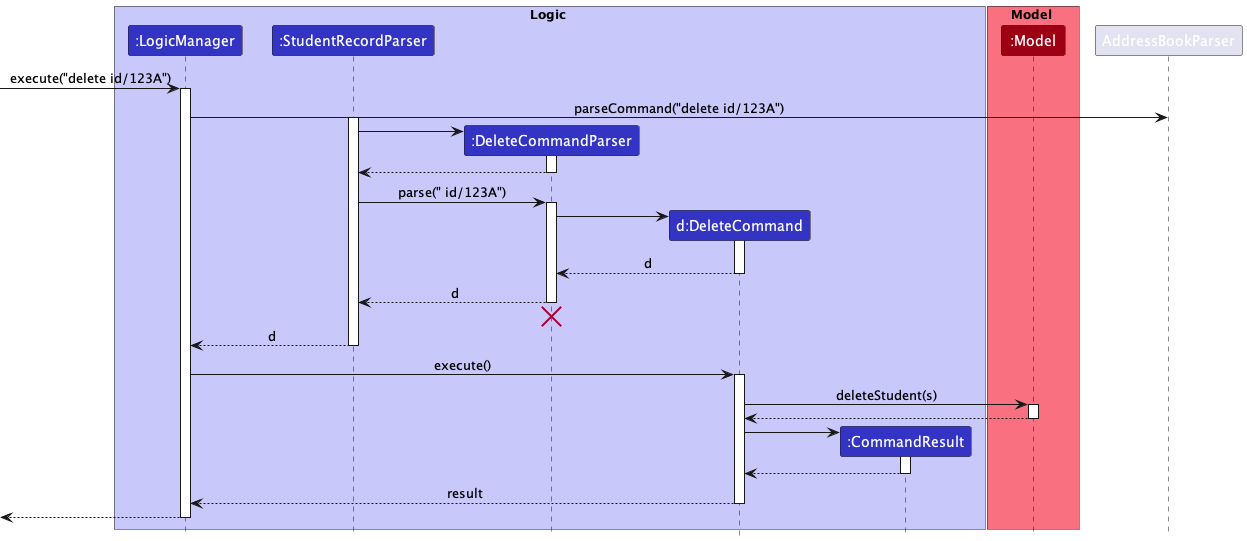 Logic
Model
:LogicManager
:StudentRecordParser
:Model
AddressBookParser
execute("delete id/123A")
parseCommand("delete id/123A")
:DeleteCommandParser
parse(" id/123A")
d:DeleteCommand
d
d
d
execute()
deleteStudent(s)
:CommandResult
result